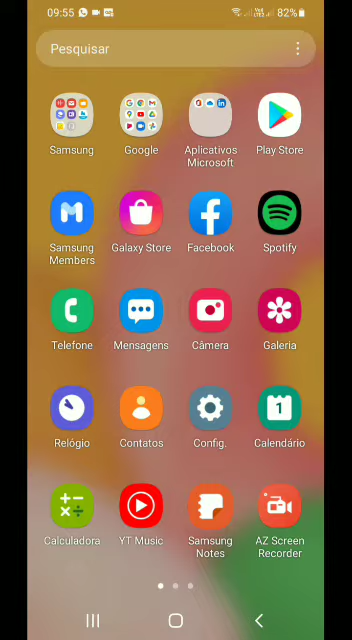 09:55 82%
Pesquisar
Samsung Google Aplicativos Microsoft Play Store
Samsung Members Galaxy Store Facebook Spotify
Telefone Mensagens Câmera Galeria
1
Relógio Contatos Config. Calendário
Calculadora YT Music Samsung Notes AZ Screen Recorder